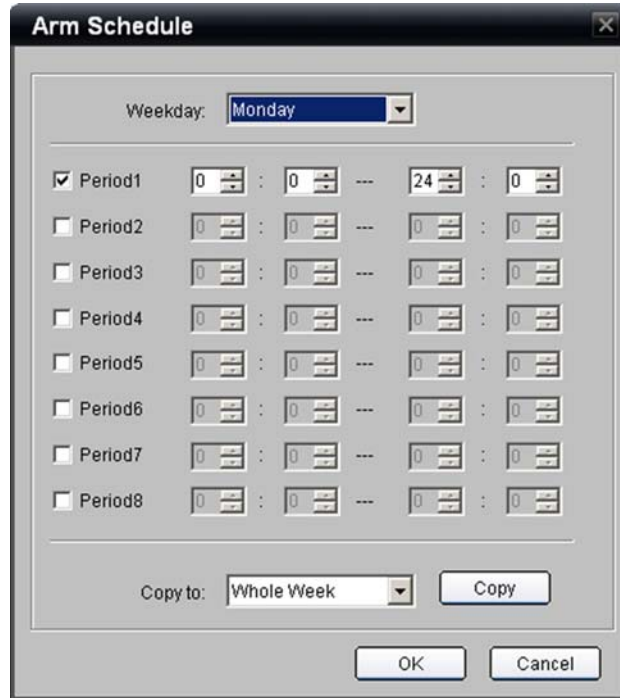 Arm Schedule
Weekday: Monday
Period1 0 : 0 --- 24 : 0
Period2 0 : 0 --- 0 : 0
Period3 0 : 0 --- 0 : 0
Period4 0 : 0 --- 0 : 0
Period5 0 : 0 --- 0 : 0
Period6 0 : 0 --- 0 : 0
Period7 0 : 0 --- 0 : 0
Period8 0 : 0 --- 0 : 0
Copy to: Whole Week Copy
OK Cancel